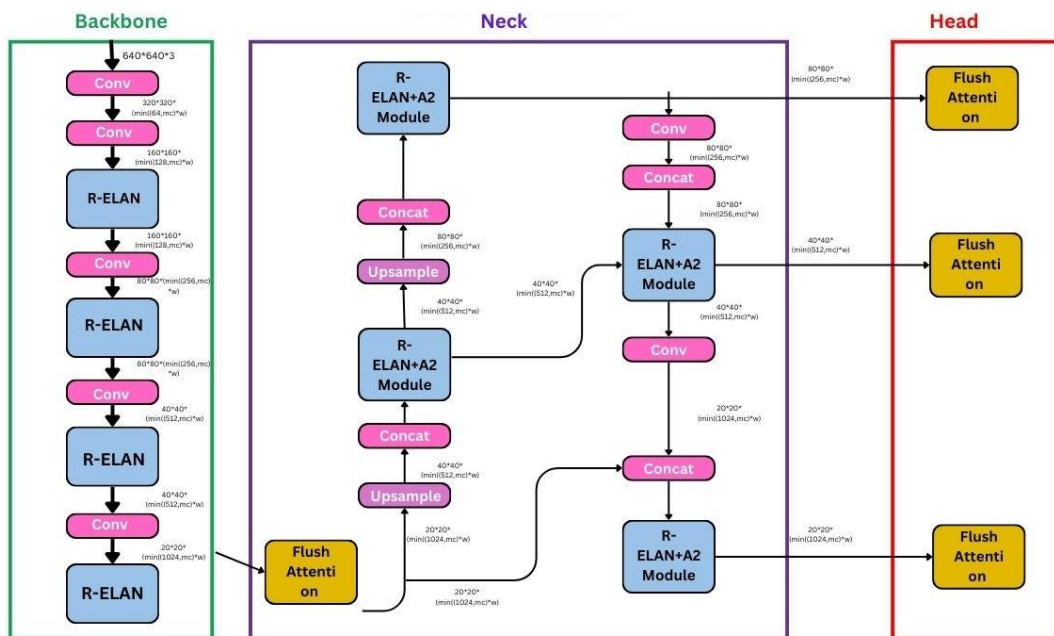 Backbone
640*640*3
Conv
320*320*
(min((64,mc)*w)
Conv
160*160*
(min((128,mc)*w)
R-ELAN
160*160*
(min((128,mc)*w)
Conv
80*80*(min((256,mc)
*w)
R-ELAN
80*80*(min((256,mc)
*w)
Conv
40*40*
(min((512,mc)*w)
R-ELAN
40*40*
(min((512,mc)*w)
Conv
20*20*
(min((1024,mc)*w)
R-ELAN
Neck
R-
ELAN+A2
Module
Concat
80*80*
(min((256,mc)*w)
Upsample
40*40*
(min((512,mc)*w)
R-
ELAN+A2
Module
Concat
40*40*
(min((512,mc)*w)
Upsample
20*20*
(min((1024,mc)*w)
Flush
Attenti
on
20*20*
(min((1024,mc)*w)
40*40*
(min((512,mc)*w)
Conv
80*80*
(min((256,mc)*w)
Concat
80*80*
(min((256,mc)*w)
R-
ELAN+A2
Module
40*40*
(min((512,mc)*w)
Conv
20*20*
(min((1024,mc)*w)
Concat
R-
ELAN+A2
Module
80*80*
(min((256,mc)*w)
40*40*
(min((512,mc)*w)
20*20*
(min((1024,mc)*w)
Head
Flush
Attenti
on
Flush
Attenti
on
Flush
Attenti
on